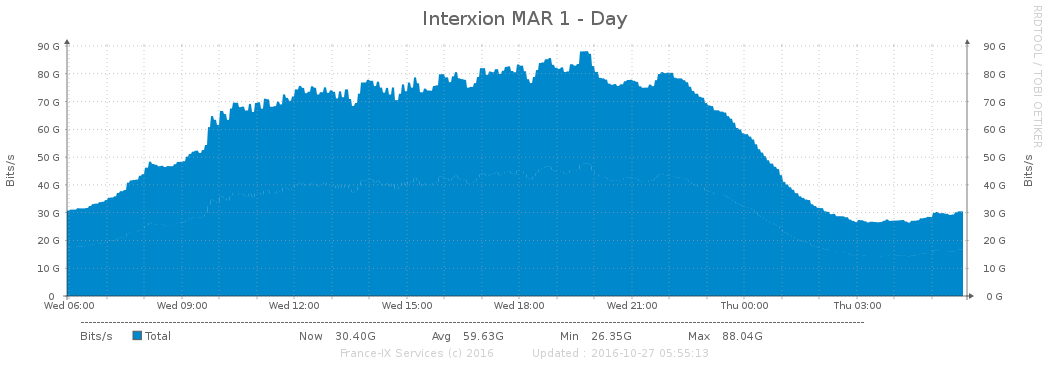 Interxion MAR 1 - Day
RRDTOOL / TOBI OETIKER
Bits/s
90 G 90 G
80 G 80 G
70 G 70 G
60 G 60 G
50 G 50 G
40 G 40 G
30 G 30 G
20 G 20 G
10 G 10 G
0 0 G
Bits/s
Wed 06:00 Wed 09:00 Wed 12:00 Wed 15:00 Wed 18:00 Wed 21:00 Thu 00:00 Thu 03:00
Bits/s Total Now 30.40G Avg 59.63G Min 26.35G Max 88.04G
France-IX Services (c) 2016 Updated : 2016-10-27 05:55:13